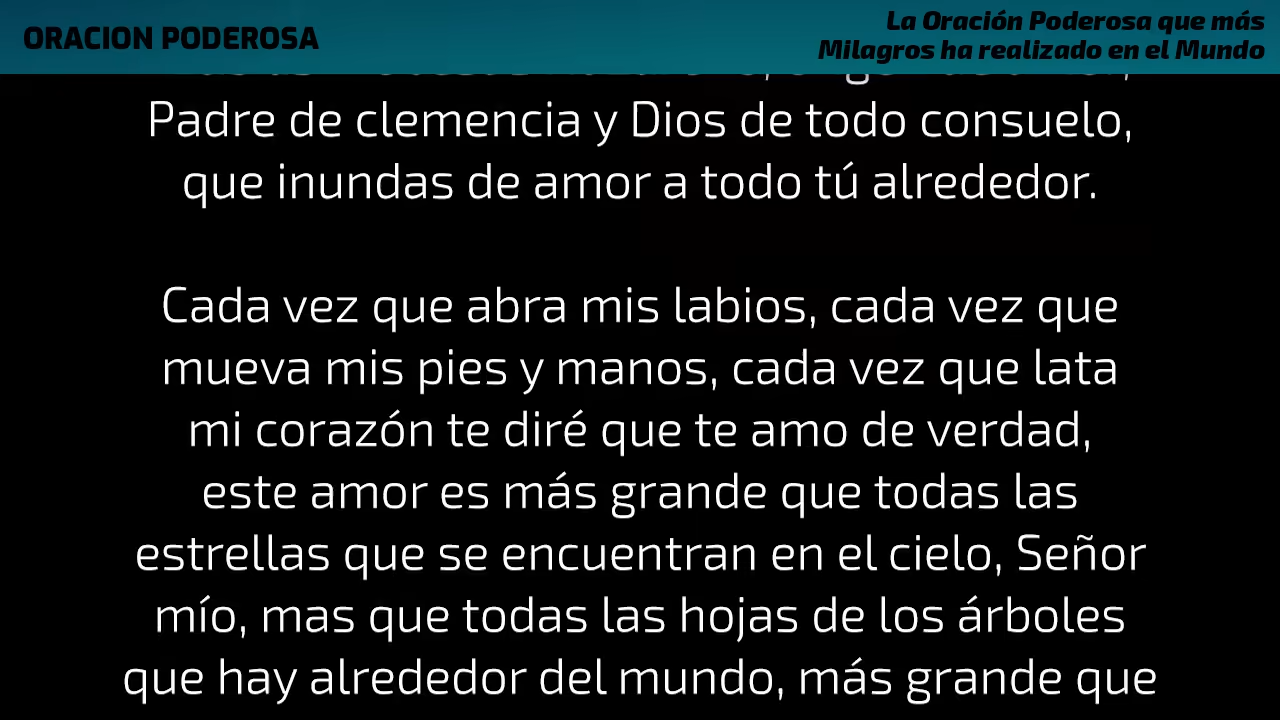 ORACION PODEROSA
La Oración Poderosa que más
Milagros ha realizado en el Mundo
Padre de clemencia y Dios de todo consuelo,
que inundas de amor a todo tú alrededor.
Cada vez que abra mis labios, cada vez que
mueva mis pies y manos, cada vez que lata
mi corazón te diré que te amo de verdad,
este amor es más grande que todas las
estrellas que se encuentran en el cielo, Señor
mío, mas que todas las hojas de los árboles
que hay alrededor del mundo, más grande que